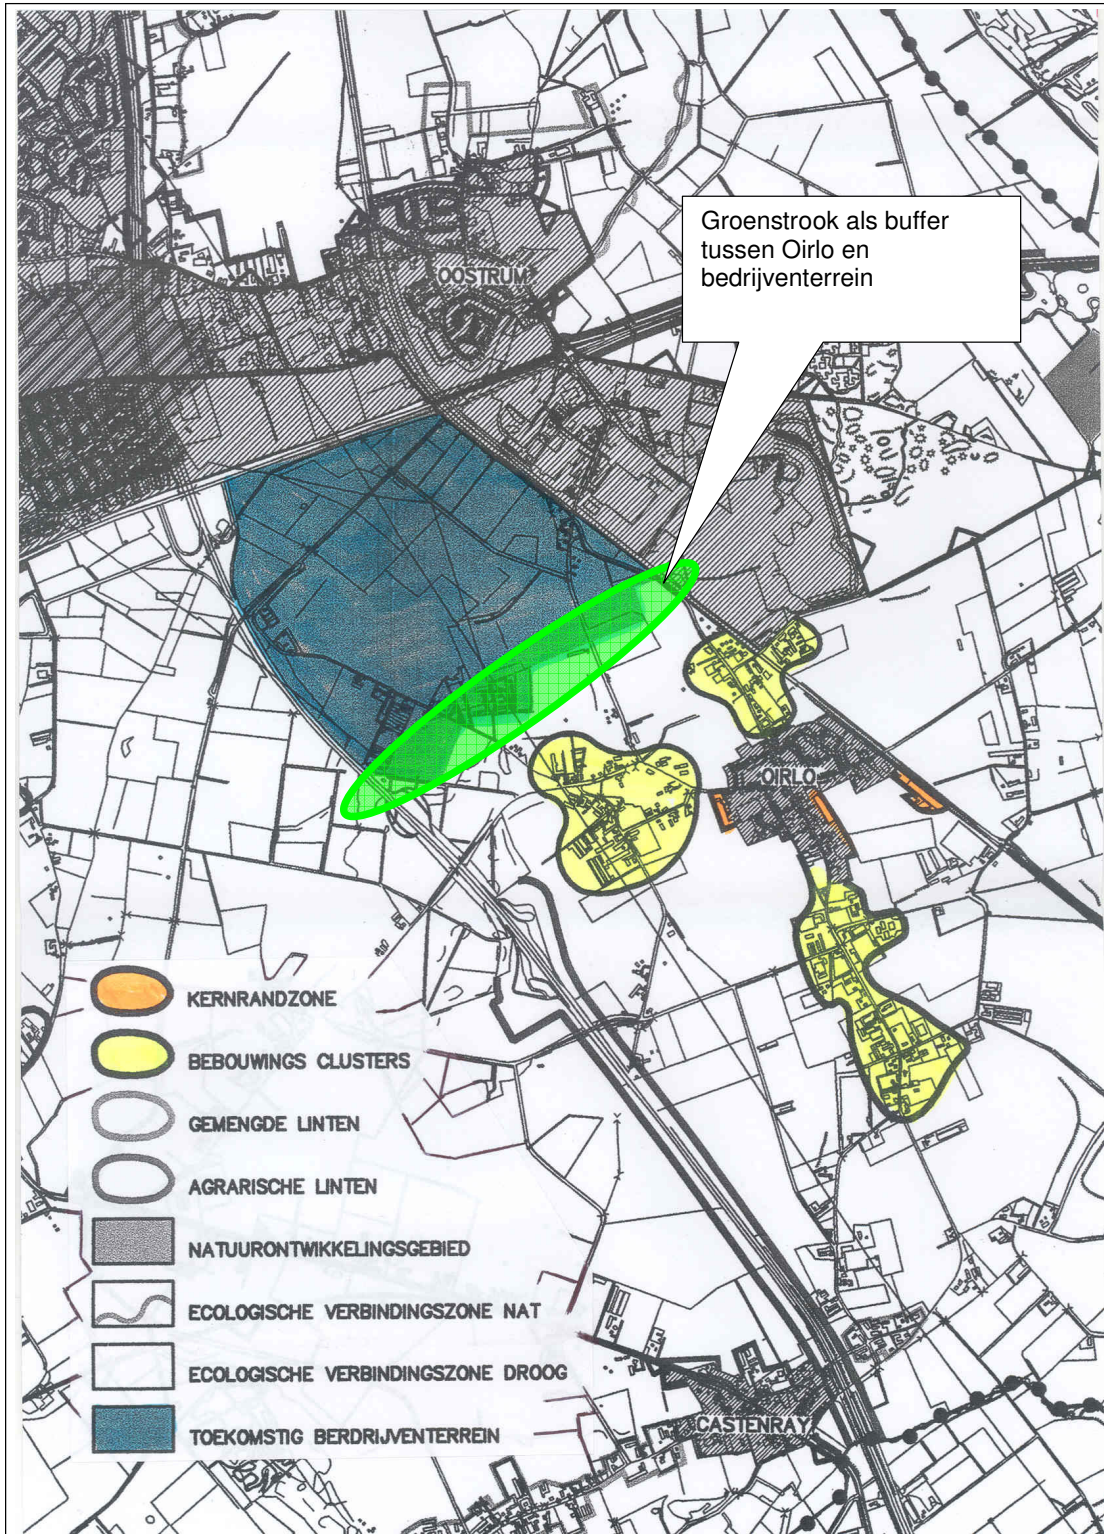 Groenstrook als buffer
tussen Oirlo en
bedrijventerrein
OOSTRUM
OIRLO
KERNRANDZONE
BEBOUWINGS CLUSTERS
GEMENGDE LINTEN
AGRARISCHE LINTEN
NATUURONTWIKKELINGSGEBIED
ECOLOGISCHE VERBINDINGSZONE NAT
ECOLOGISCHE VERBINDINGSZONE DROOG
TOEKOMSTIG BERDRIJVENTERREIN
CASTENRAY